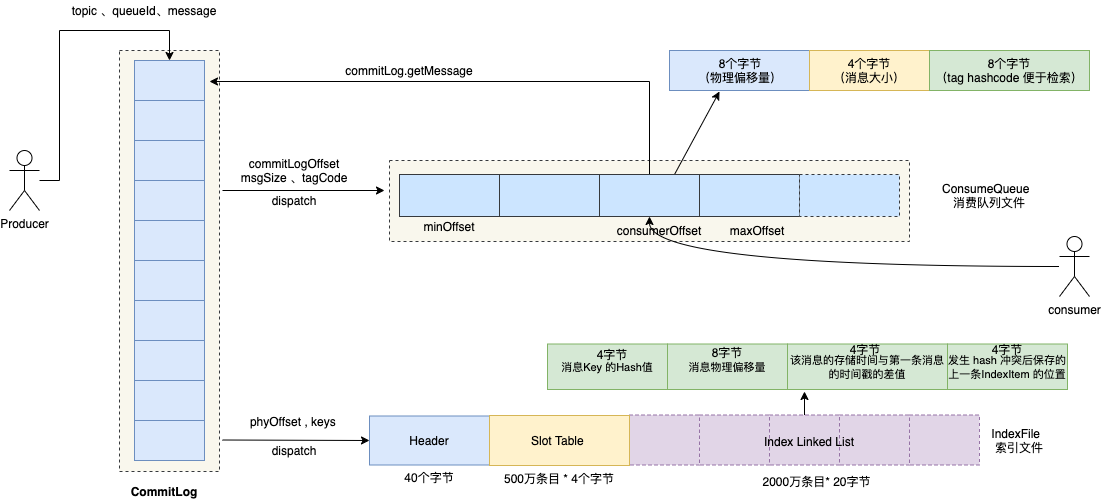 topic 、queueId、message
commitLog.getMessage
8个字节
（物理偏移量）
4个字节
（消息大小）
8个字节
（tag hashcode 便于检索）
Producer
commitLogOffset
msgSize 、tagCode
dispatch
minOffset
consumerOffset
maxOffset
ConsumeQueue
消费队列文件
consumer
4字节
消息Key 的Hash值
8字节
消息物理偏移量
4字节
该消息的存储时间与第一条消息
的时间戳的差值
4字节
发生 hash 冲突后保存的
上一条IndexItem 的位置
phyOffset , keys
dispatch
Header
Slot Table
Index Linked List
IndexFile
索引文件
40个字节
500万条目 * 4个字节
2000万条目* 20字节
CommitLog